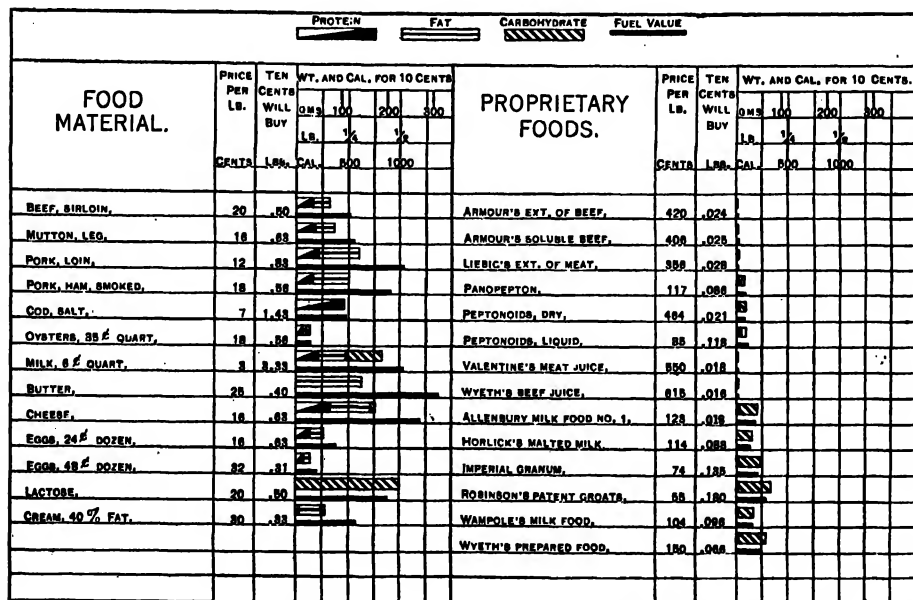 PROTEIN FAT CARBOHYDRATE FUEL VALUE
FOOD MATERIAL.
PRICE PER LB.
TEN CENTS WILL BUY
WT. AND CAL. FOR 10 CENTS
GMS 100 200 300
LB. 1/4 1/2
CENTS LBS. CAL. 500 1000
BEEF, SIRLOIN, 20 .50
MUTTON, LEG, 16 .63
PORK, LOIN, 12 .83
PORK, HAM, SMOKED, 18 .56
COD, SALT, 7 1.43
OYSTERS, 35 ¢ QUART, 18 .56
MILK, 6 ¢ QUART, 3 3.33
BUTTER, 25 .40
CHEESE, 16 .63
EGGS, 24 ¢ DOZEN, 16 .63
EGGS, 48 ¢ DOZEN, 32 .31
LACTOSE, 20 .50
CREAM, 40 % FAT. 30 .33
PROPRIETARY FOODS.
PRICE PER LB.
TEN CENTS WILL BUY
WT. AND CAL. FOR 10 CENTS.
GMS 100 200 300
LB. 1/4 1/2
CENTS LBS. CAL. 500 1000
ARMOUR'S EXT. OF BEEF, 420 .024
ARMOUR'S SOLUBLE BEEF, 406 .025
LIEBIG'S EXT. OF MEAT, 356 .028
PANOPEPTON, 117 .086
PEPTONOIDS, DRY, 464 .021
PEPTONOIDS, LIQUID, 85 .118
VALENTINE'S MEAT JUICE, 550 .018
WYETH'S BEEF JUICE, 615 .016
ALLENBURY MILK FOOD NO. 1,
HORLICK'S MALTED MILK 114 .088
IMPERIAL GRANUM, 74 .135
ROBINSON'S PATENT GROATS, .180
WAMPOLE'S MILK FOOD, 104 .096
WYETH'S PREPARED FOOD, 150 .066